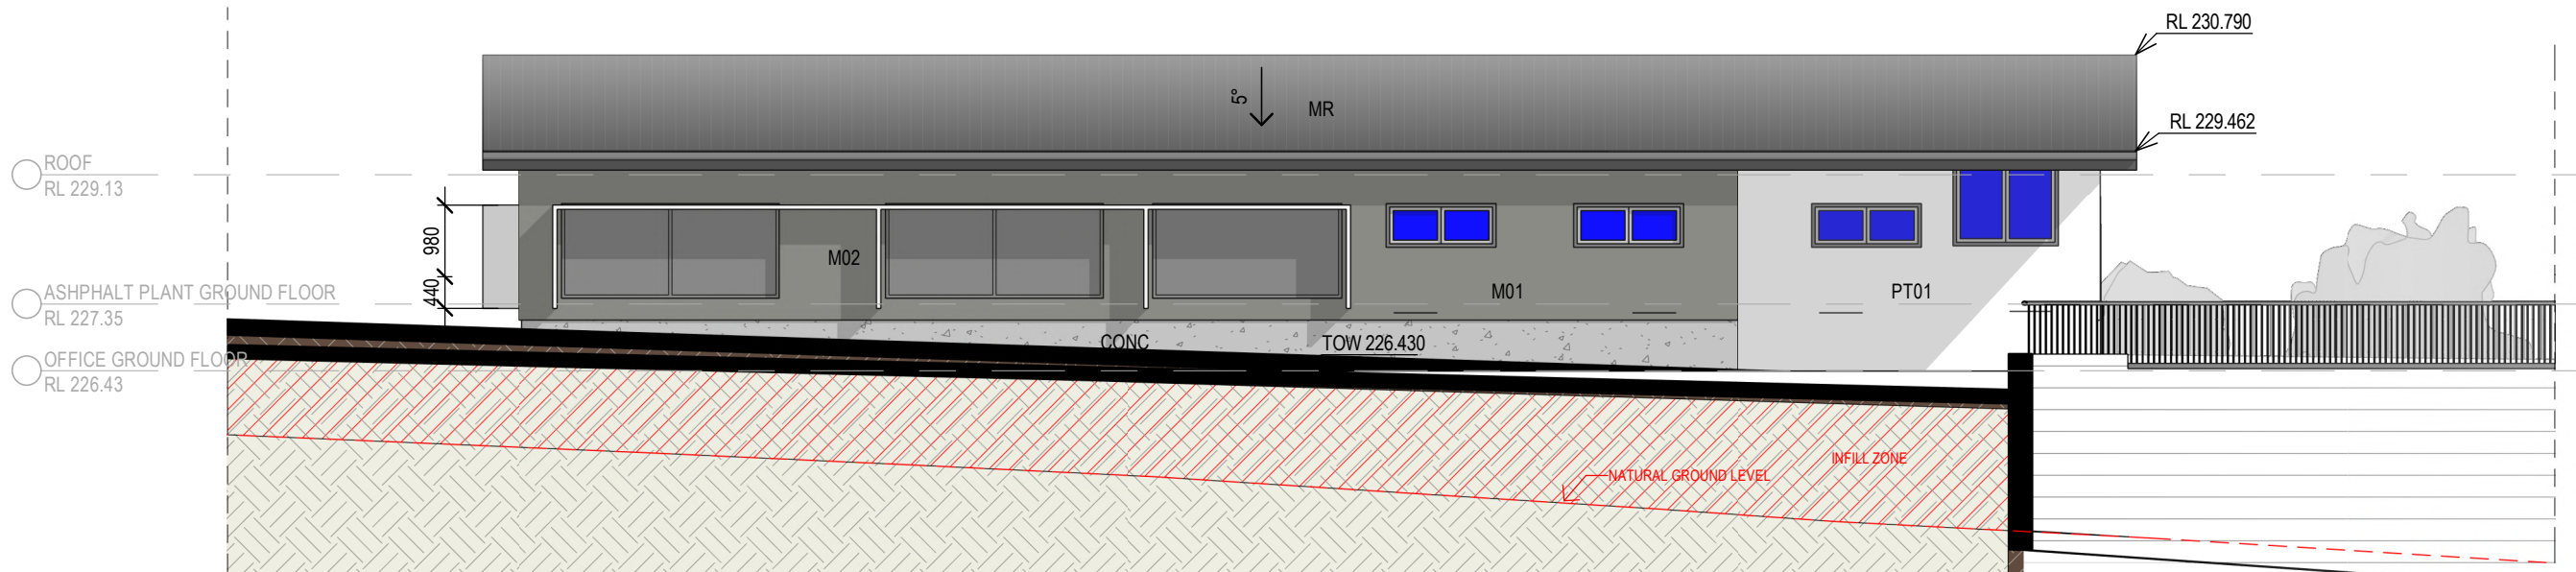 RL 230.790
5°
MR
RL 229.462
ROOF
RL 229.13
980
M02
440
ASHPHALT PLANT GROUND FLOOR
RL 227.35
M01
PT01
CONC
TOW 226.430
OFFICE GROUND FLOOR
RL 226.43
INFILL ZONE
NATURAL GROUND LEVEL